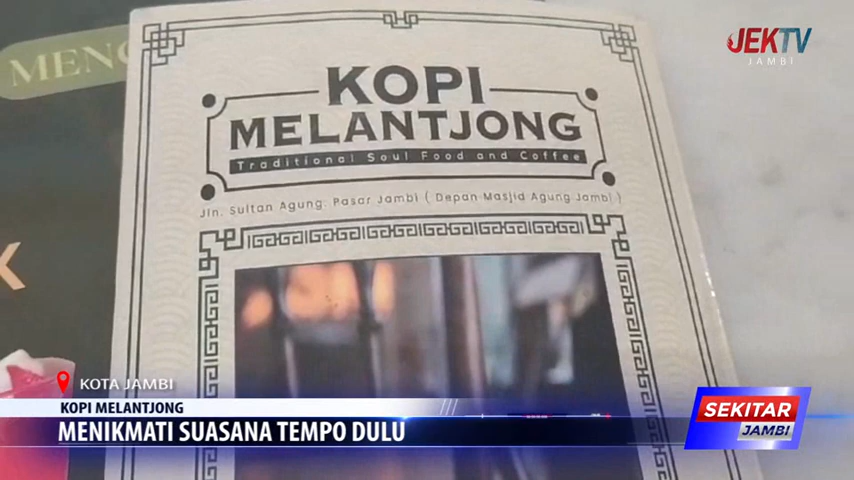 JEKTV
JAMBI
MENG
KOPI
MELANTJONG
Traditional Soul Food and Coffee
Jln. Sultan Agung. Pasar Jambi ( Depan Masjid Agung Jambi )
K
KOTA JAMBI
KOPI MELANTJONG
MENIKMATI SUASANA TEMPO DULU
SEKITAR
JAMBI